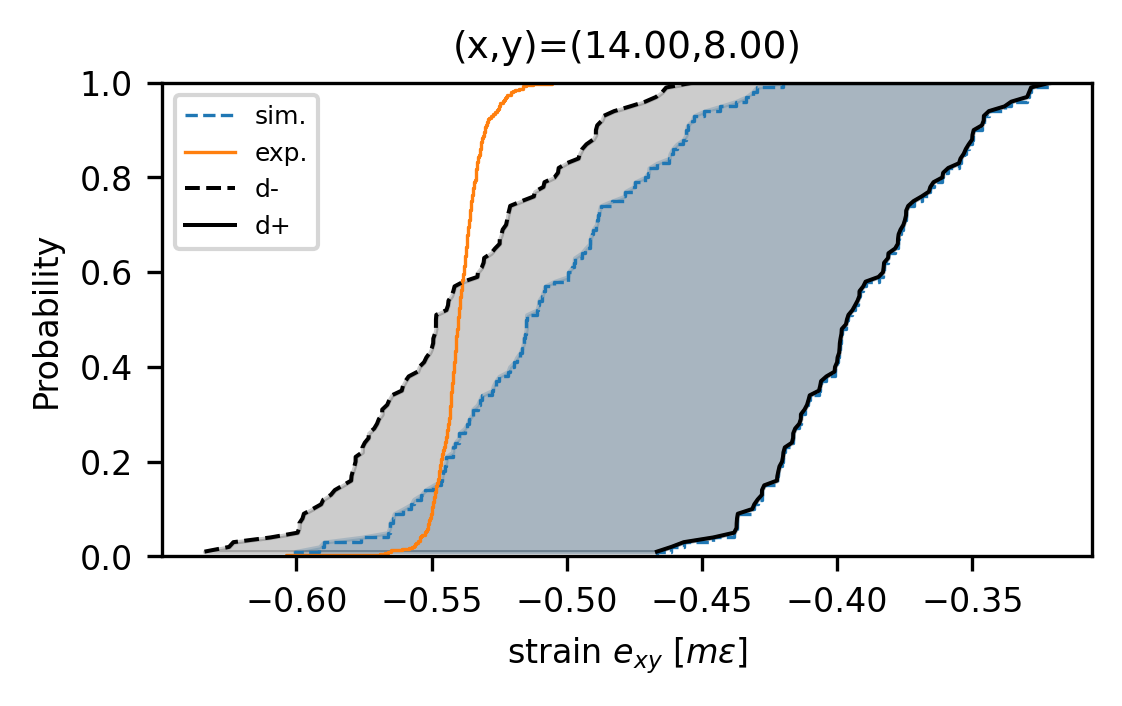 (x,y)=(14.00,8.00)
sim.
exp.
d-
d+
Probability
1.0
0.8
0.6
0.4
0.2
0.0
−0.60 −0.55 −0.50 −0.45 −0.40 −0.35
strain e_{xy} [mε]